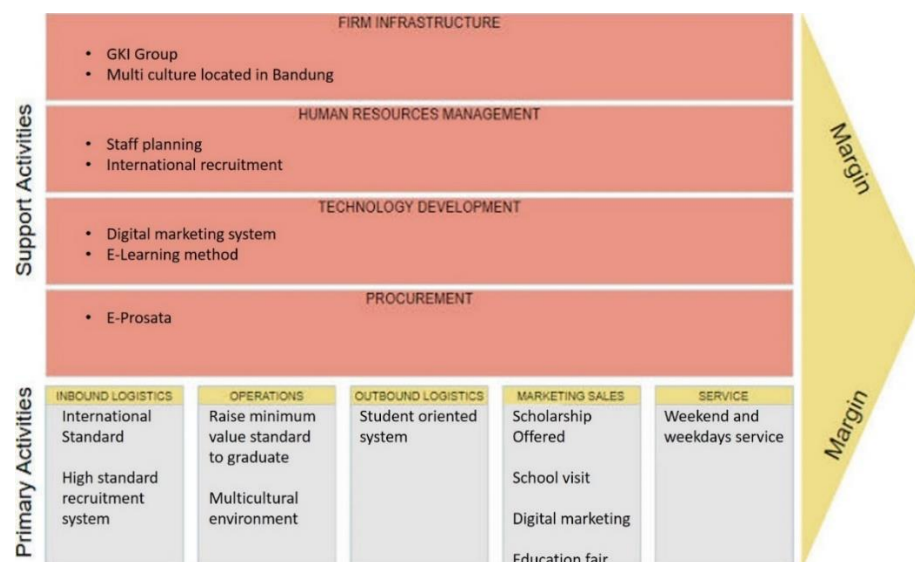 FIRM INFRASTRUCTURE
• GKI Group
• Multi culture located in Bandung
HUMAN RESOURCES MANAGEMENT
• Staff planning
• International recruitment
TECHNOLOGY DEVELOPMENT
• Digital marketing system
• E-Learning method
PROCUREMENT
• E-Prosata
Support Activities
Margin
Primary Activities
INBOUND LOGISTICS
International
Standard
High standard
recruitment
system
OPERATIONS
Raise minimum
value standard
to graduate
Multicultural
environment
OUTBOUND LOGISTICS
Student oriented
system
MARKETING SALES
Scholarship
Offered
School visit
Digital marketing
Education fair
SERVICE
Weekend and
weekdays service
Margin